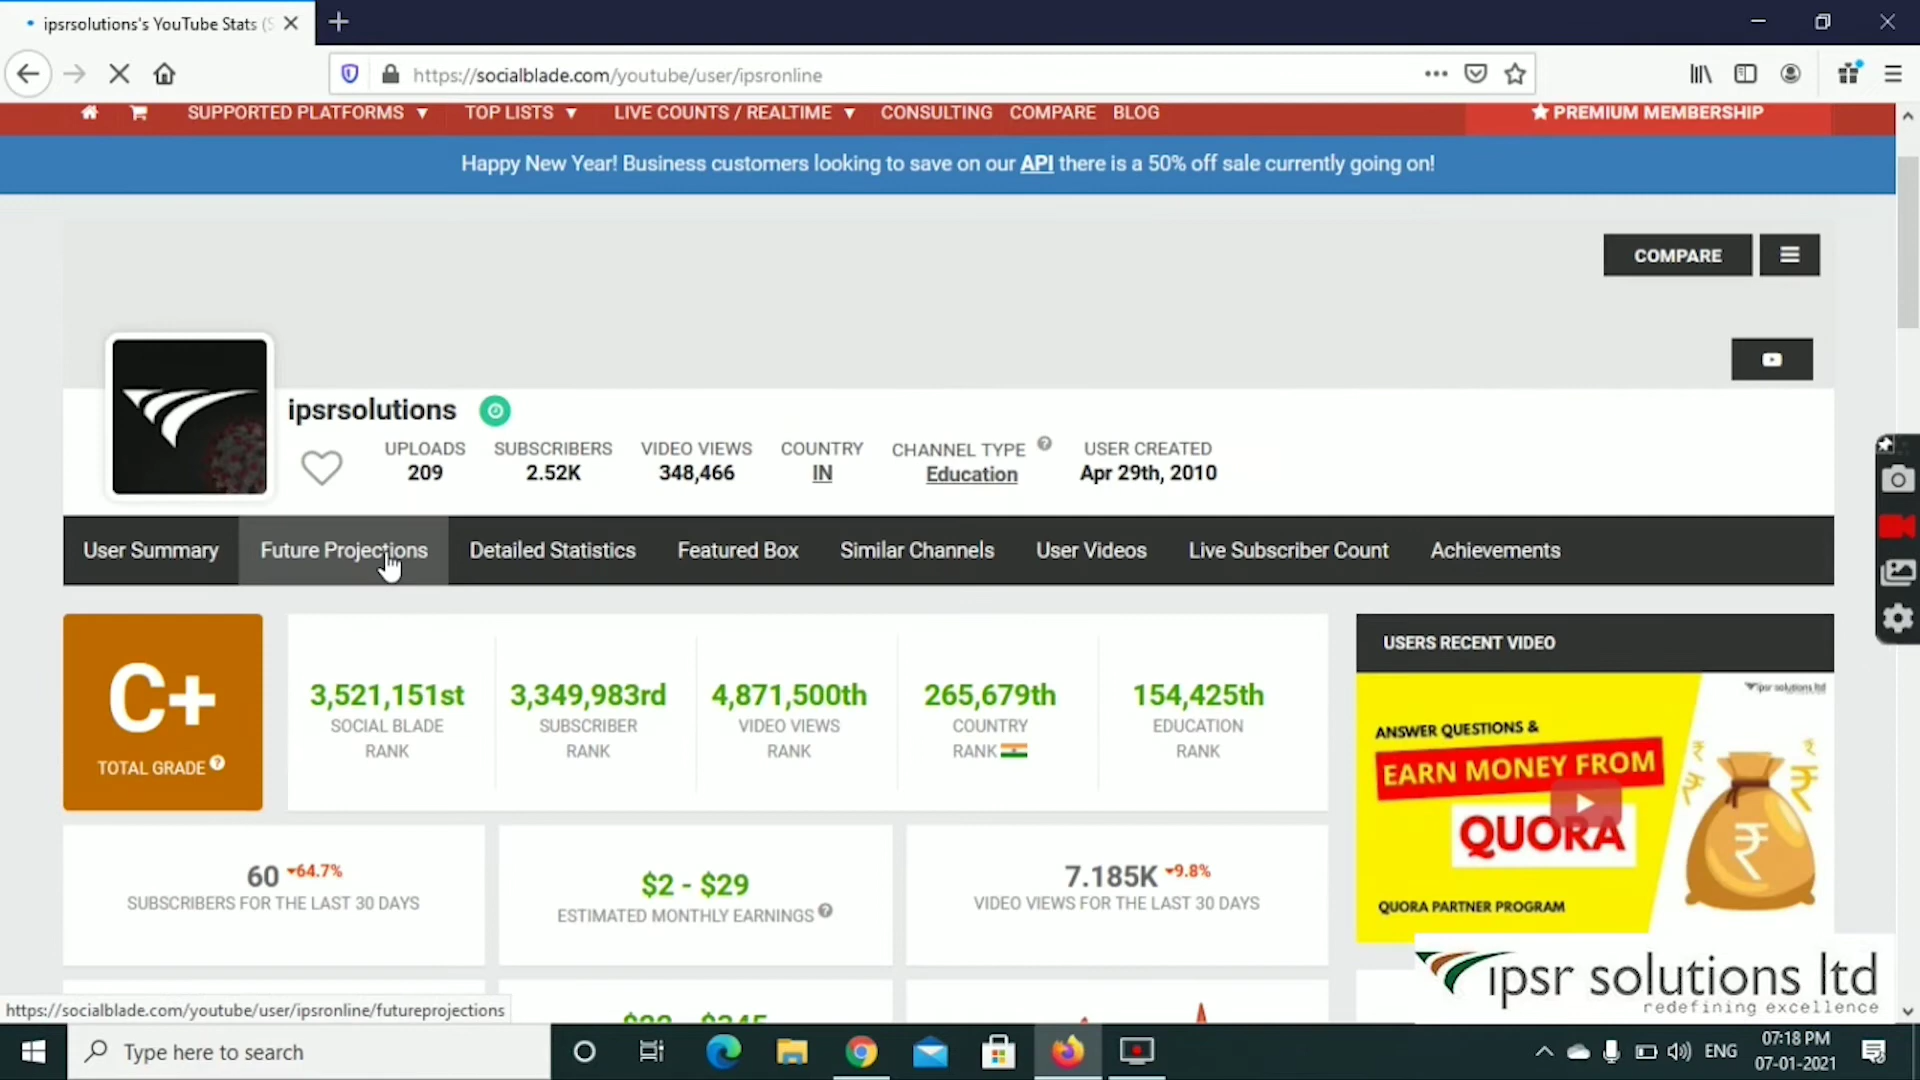 ipsrsolutions's YouTube Stats (S
https://socialblade.com/youtube/user/ipsronline
SUPPORTED PLATFORMS ▼ TOP LISTS ▼ LIVE COUNTS / REALTIME ▼ CONSULTING COMPARE BLOG PREMIUM MEMBERSHIP
Happy New Year! Business customers looking to save on our API there is a 50% off sale currently going on!
COMPARE
ipsrsolutions
UPLOADS SUBSCRIBERS VIDEO VIEWS COUNTRY CHANNEL TYPE USER CREATED
209 2.52K 348,466 IN Education Apr 29th, 2010
User Summary Future Projections Detailed Statistics Featured Box Similar Channels User Videos Live Subscriber Count Achievements
C+
TOTAL GRADE
3,521,151st
SOCIAL BLADE
RANK
3,349,983rd
SUBSCRIBER
RANK
4,871,500th
VIDEO VIEWS
RANK
265,679th
COUNTRY
RANK
154,425th
EDUCATION
RANK
USERS RECENT VIDEO
ipsr solutions ltd
ANSWER QUESTIONS &
EARN MONEY FROM
QUORA
QUORA PARTNER PROGRAM
60 -64.7%
SUBSCRIBERS FOR THE LAST 30 DAYS
$2 - $29
ESTIMATED MONTHLY EARNINGS
7.185K -9.8%
VIDEO VIEWS FOR THE LAST 30 DAYS
ipsr solutions ltd
redefining excellence
https://socialblade.com/youtube/user/ipsronline/futureprojections
Type here to search
ENG
07:18 PM
07-01-2021